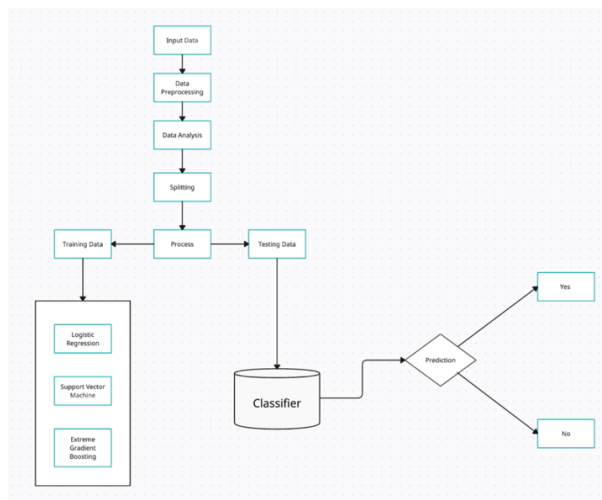 Input Data
Data
Preprocessing
Data Analysis
Splitting
Training Data
Process
Testing Data
Yes
Logistic
Regression
Prediction
Support Vector
Machine
Classifier
No
Extreme
Gradient
Boosting